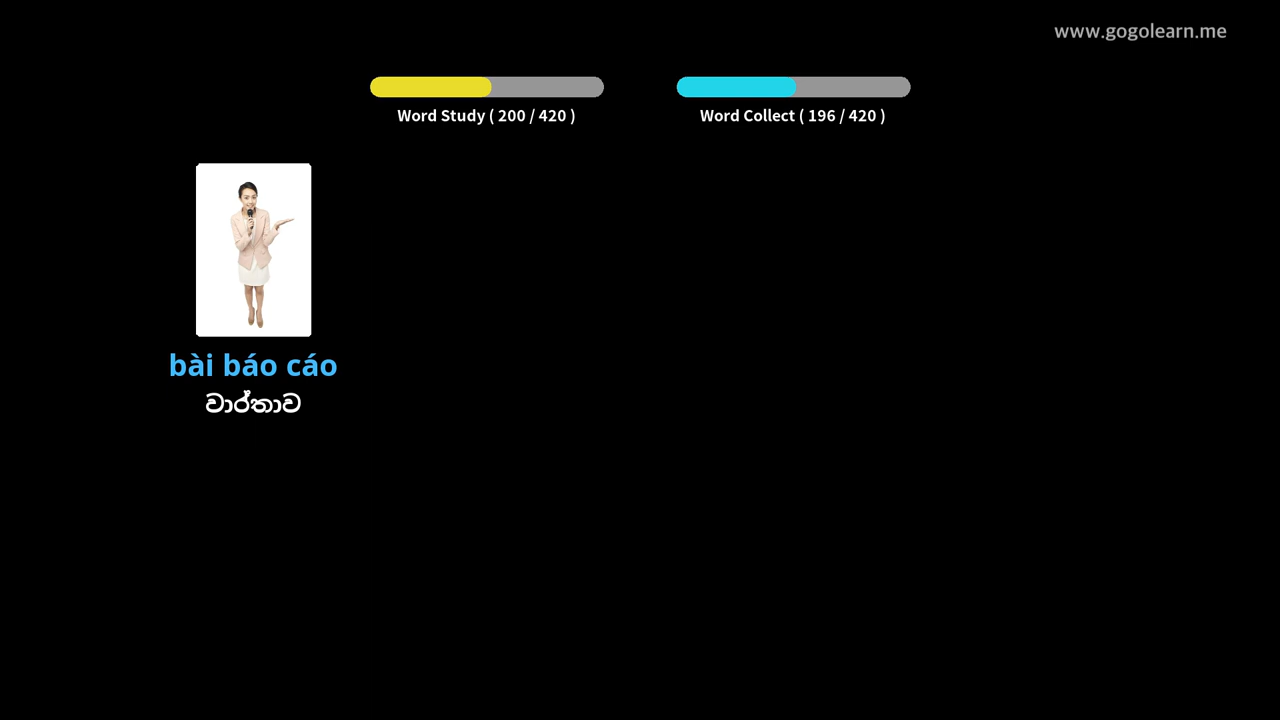 www.gogolearn.me
Word Study ( 200 / 420 )
Word Collect ( 196 / 420 )
bài báo cáo
වාර්තාව